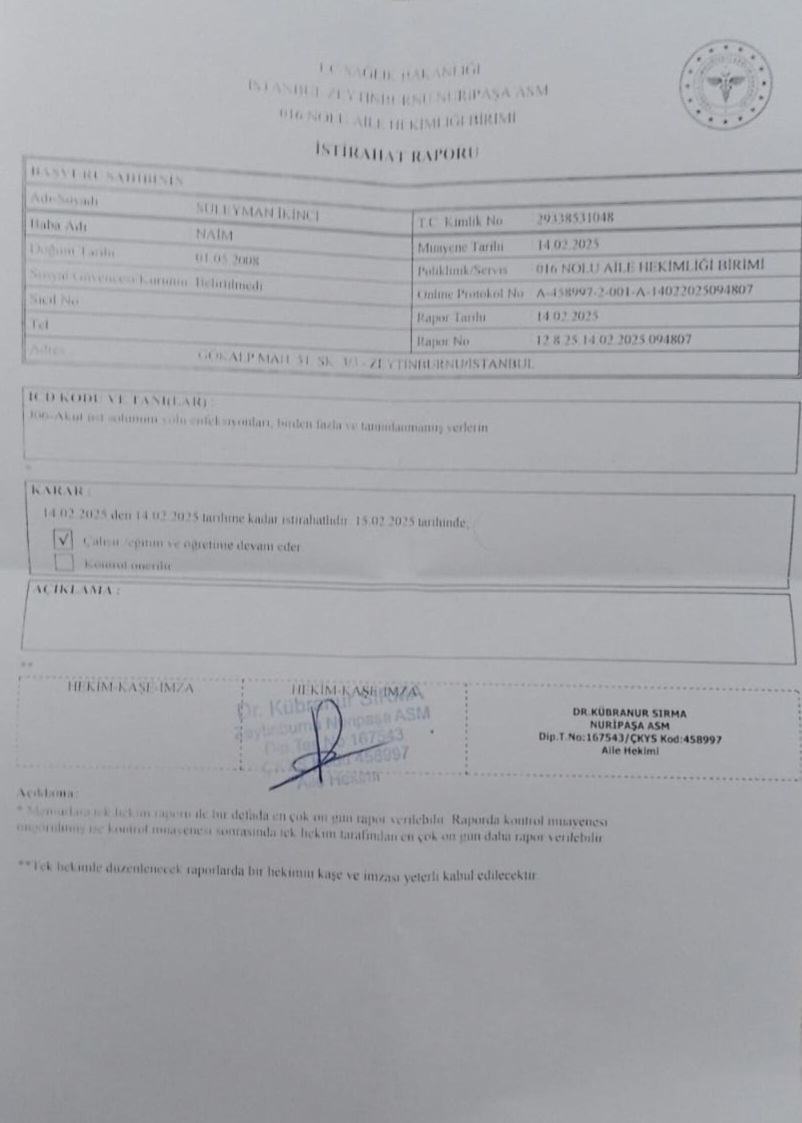 T.C. SAĞLIK BAKANLIĞI
İSTANBUL ZEYTİNBURNU NURİPAŞA ASM
016 NOLU AİLE HEKİMLİĞİ BİRİMİ
İSTİRAHAT RAPORU
BAŞVURU SAHİBİNİN
Adı-Soyadı SÜLEYMAN İKİNCİ
Baba Adı NAİM
Doğum Tarihi 01.05.2008
Sosyal Güvencesi Kurumu Belirtilmedi
Sicil No
Tel
T.C. Kimlik No 29338531048
Muayene Tarihi 14.02.2025
Poliklinik/Servis 016 NOLU AİLE HEKİMLİĞİ BİRİMİ
Online Protokol No A-458997-2-001-A-14022025094807
Rapor Tarihi 14.02.2025
Rapor No 12.8.25.14.02.2025.094807
Adres GÖKALP MAH. 51. SK. - ZEYTİNBURNU/İSTANBUL
ICD KODU VE TANI(LAR) :
J06-Akut üst solunum yolu enfeksiyonları, birden fazla ve tanımlanmamış yerlerin
*
KARAR :
14.02.2025 den 14.02.2025 tarihine kadar istirahatlıdır. 15.02.2025 tarihinde;
√ Çalışır /eğitim ve öğretime devam eder
Kontrol önerilir
AÇIKLAMA :
**
HEKİM-KAŞE-İMZA
HEKİM-KAŞE-İMZA
Dr. Kübranur SIRMA
Zeytinburnu Nuripaşa ASM
Dip.Tes.No 167543
458997
Aile Hekimi
DR.KÜBRANUR SIRMA
NURİPAŞA ASM
Dip.T.No:167543/ÇKYS Kod:458997
Aile Hekimi
Açıklama:
* Memurlara tek hekim raporu ile bir defada en çok on gün rapor verilebilir. Raporda kontrol muayenesi
öngörülmüş ise kontrol muayenesi sonrasında tek hekim tarafından en çok on gün daha rapor verilebilir.
**Tek hekimle düzenlenecek raporlarda bir hekimin kaşe ve imzası yeterli kabul edilecektir.